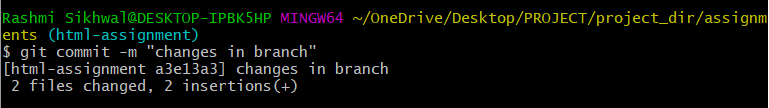 Rashmi Sikhwal@DESKTOP-IPBK5HP MINGW64 ~/OneDrive/Desktop/PROJECT/project_dir/assignm
ents (html-assignment)
$ git commit -m "changes in branch"
[html-assignment a3e13a3] changes in branch
 2 files changed, 2 insertions(+)